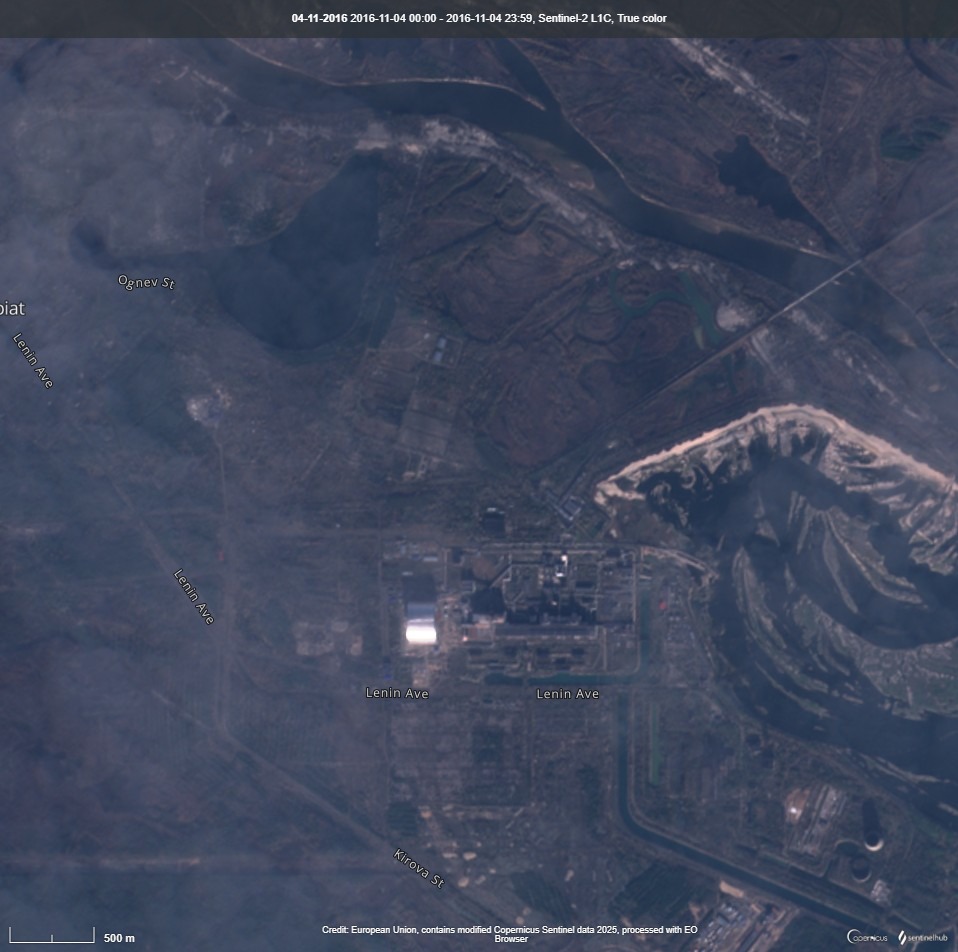 04-11-2016 2016-11-04 00:00 - 2016-11-04 23:59, Sentinel-2 L1C, True color
Ognev St
piat
Lenin Ave
Lenin Ave
Lenin Ave
Lenin Ave
Kirova St
500 m
Credit: European Union, contains modified Copernicus Sentinel data 2025, processed with EO
Browser
opernicus
sentinelhub